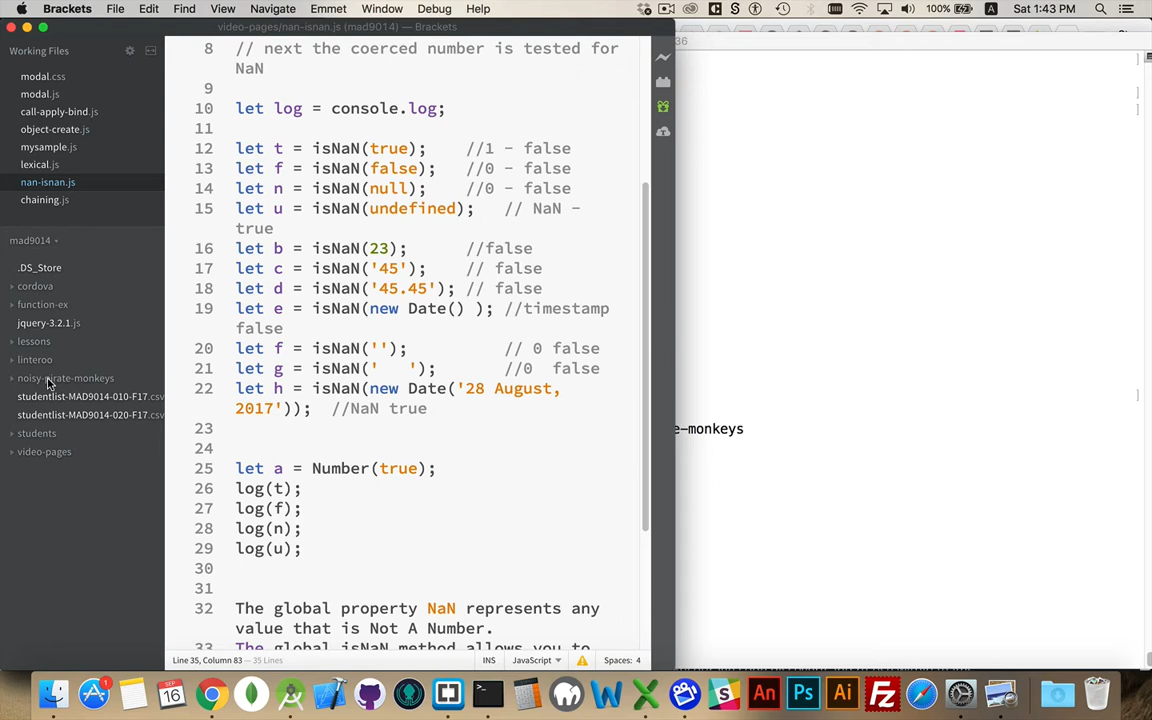 Brackets File Edit Find View Navigate Emmet Window Debug Help 100% A Sat 1:43 PM
video-pages/nan-isnan.js (mad9014) — Brackets
36
Working Files
modal.css
modal.js
call-apply-bind.js
object-create.js
mysample.js
lexical.js
nan-isnan.js
chaining.js
mad9014
.DS_Store
cordova
function-ex
jquery-3.2.1.js
lessons
linteroo
noisy-pirate-monkeys
studentlist-MAD9014-010-F17.csv
studentlist-MAD9014-020-F17.csv
students
video-pages
8 // next the coerced number is tested for
NaN
9
10 let log = console.log;
11
12 let t = isNaN(true); //1 - false
13 let f = isNaN(false); //0 - false
14 let n = isNaN(null); //0 - false
15 let u = isNaN(undefined); // NaN -
true
16 let b = isNaN(23); //false
17 let c = isNaN('45'); // false
18 let d = isNaN('45.45'); // false
19 let e = isNaN(new Date() ); //timestamp
false
20 let f = isNaN(''); // 0 false
21 let g = isNaN('   '); //0  false
22 let h = isNaN(new Date('28 August,
2017')); //NaN true
23
24
25 let a = Number(true);
26 log(t);
27 log(f);
28 log(n);
29 log(u);
30
31
32 The global property NaN represents any
value that is Not A Number.
33 The global isNaN method allows you to
e-monkeys
Line 35, Column 83 — 35 Lines
INS JavaScript Spaces: 4
SEP
16
1
An Ps Ai Fz